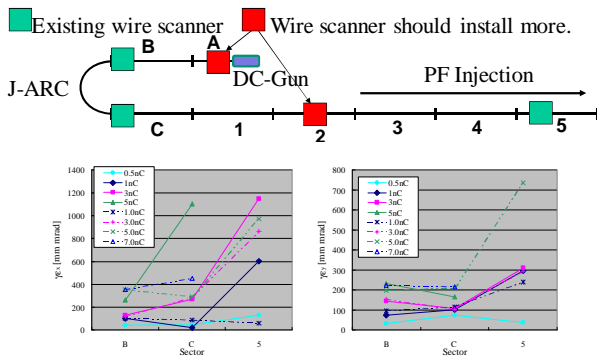 Existing wire scanner
Wire scanner should install more.
B
A
DC-Gun
PF Injection
J-ARC
C
1
2
3
4
5
γεx [mm mrad]
1400
1200
1000
800
600
400
200
0
B
C
5
Sector
0.5nC
1nC
3nC
5nC
1.0nC
3.0nC
5.0nC
7.0nC
γεy [mm mrad]
800
700
600
500
400
300
200
100
0
B
C
5
Sector
0.5nC
1nC
3nC
5nC
1.0nC
3.0nC
5.0nC
7.0nC